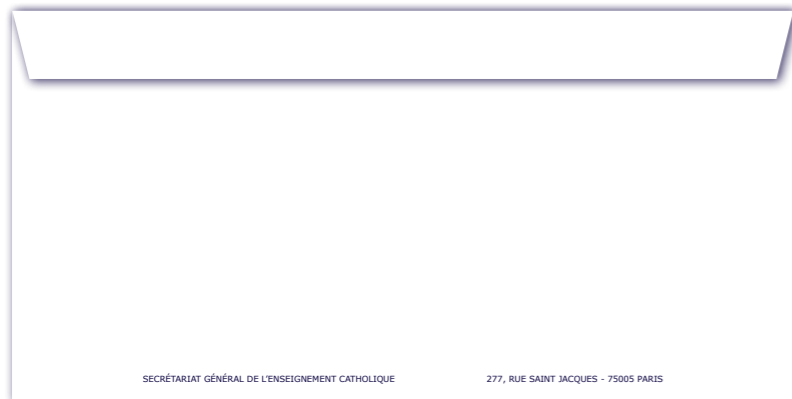 SECRÉTARIAT GÉNÉRAL DE L'ENSEIGNEMENT CATHOLIQUE 277, RUE SAINT JACQUES - 75005 PARIS